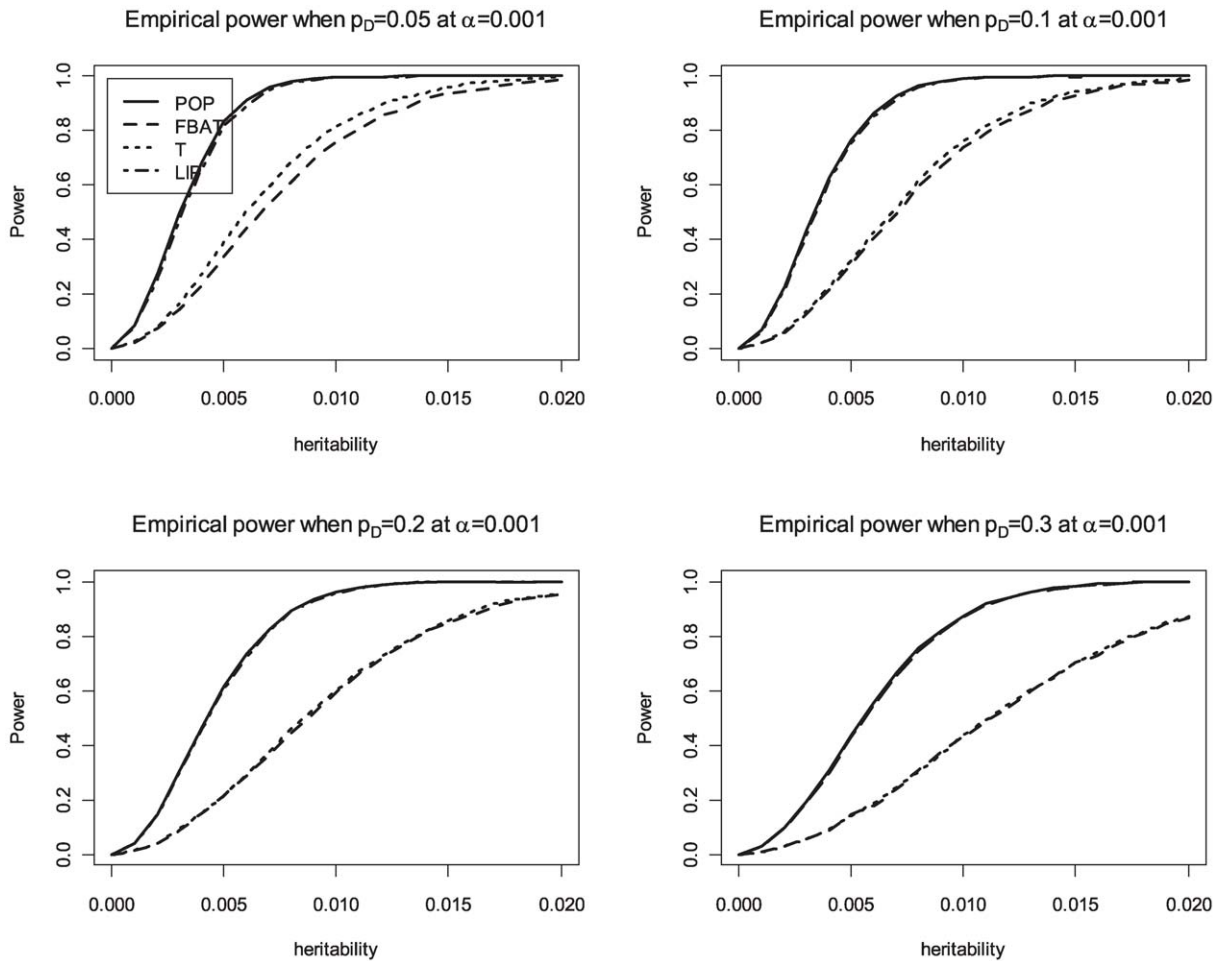 Empirical power when pD=0.05 at α=0.001
1.0
0.8
0.6
0.4
0.2
0.0
Power
POP
FBAT
T
LIP
0.000 0.005 0.010 0.015 0.020
heritability
Empirical power when pD=0.1 at α=0.001
1.0
0.8
0.6
0.4
0.2
0.0
Power
0.000 0.005 0.010 0.015 0.020
heritability
Empirical power when pD=0.2 at α=0.001
1.0
0.8
0.6
0.4
0.2
0.0
Power
0.000 0.005 0.010 0.015 0.020
heritability
Empirical power when pD=0.3 at α=0.001
1.0
0.8
0.6
0.4
0.2
0.0
Power
0.000 0.005 0.010 0.015 0.020
heritability